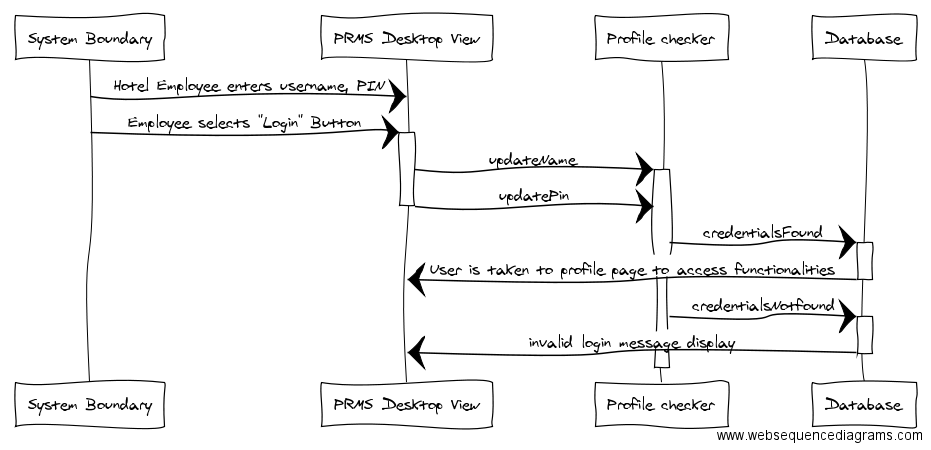 System Boundary
PRMS Desktop View
Profile checker
Database
Hotel Employee enters username, PIN
Employee selects "Login" Button
updateName
updatePin
credentialsFound
User is taken to profile page to access functionalities
credentialsNotfound
invalid login message display
System Boundary
PRMS Desktop View
Profile checker
Database
www.websequencediagrams.com